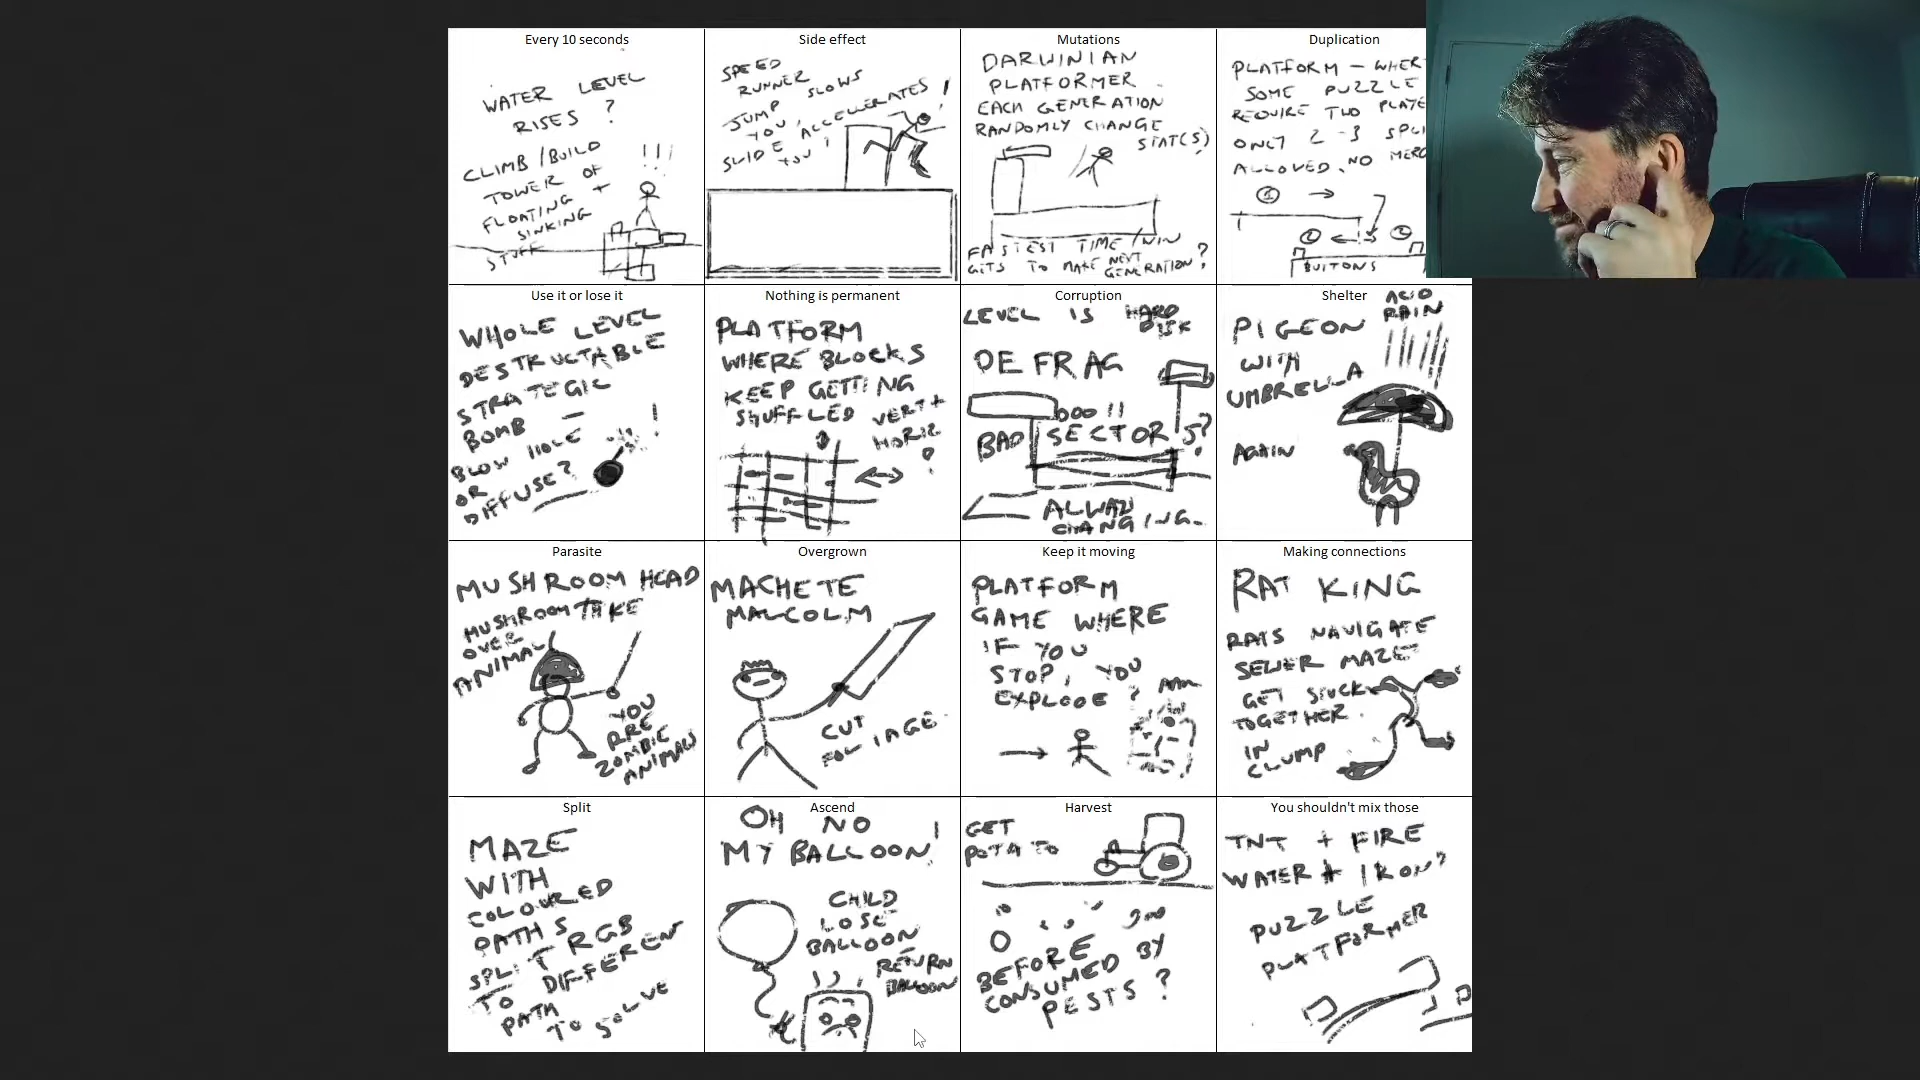 Every 10 seconds
WATER LEVEL
RISES ?
CLIMB / BUILD
TOWER OF
FLOATING +
SINKING
STUFF
!!!
Side effect
SPEED
RUNNER
JUMP SLOWS
YOU,
SLIDE ACCELLERATES
YOU !
!
Mutations
DARWINIAN
PLATFORMER
EACH GENERATION
RANDOMLY CHANGE
STAT(S)
FASTEST TIME / WIN
GETS TO MAKE NEXT
GENERATION ?
Duplication
PLATFORM - WHER
SOME PUZZLE
REQUIRE TWO PLAYE
ONLY 2-3 SPLI
ALLOWED. NO MERG
BUTTONS
Use it or lose it
WHOLE LEVEL
DESTRUCTABLE
STRATEGIC
BOMB -
BLOW HOLE
OR
DIFFUSE?
!
Nothing is permanent
PLATFORM
WHERE BLOCKS
KEEP GETTING
SHUFFLED VERT +
HORIZ
?
Corruption
LEVEL IS HARD
DISK
DEFRAG
BAD SECTORS?
ALWAYS
CHANGING.
Shelter
ACID
RAIN
PIGEON
WITH
UMBRELLA
AGAIN
Parasite
MUSHROOM HEAD
MUSHROOM TAKE
OVER
ANIMAL
YOU
ARE
ZOMBIE
ANIMALS
Overgrown
MACHETE
MALCOLM
CUT
FOLIAGE
Keep it moving
PLATFORM
GAME WHERE
IF YOU
STOP, YOU
EXPLODE ?
Making connections
RAT KING
RATS NAVIGATE
SEWER MAZE
GET STUCK
TOGETHER
IN
CLUMP
Split
MAZE
WITH
COLOURED
PATHS
SPLIT RGB
TO DIFFERENT
PATH
TO SOLVE
Ascend
OH NO
MY BALLOON !
CHILD
LOSE
BALLOON
RETURN
BALLOON
Harvest
GET
POTATO
BEFORE
CONSUMED BY
PESTS ?
You shouldn't mix those
TNT + FIRE
WATER + IRON?
PUZZLE
PLATFORMER